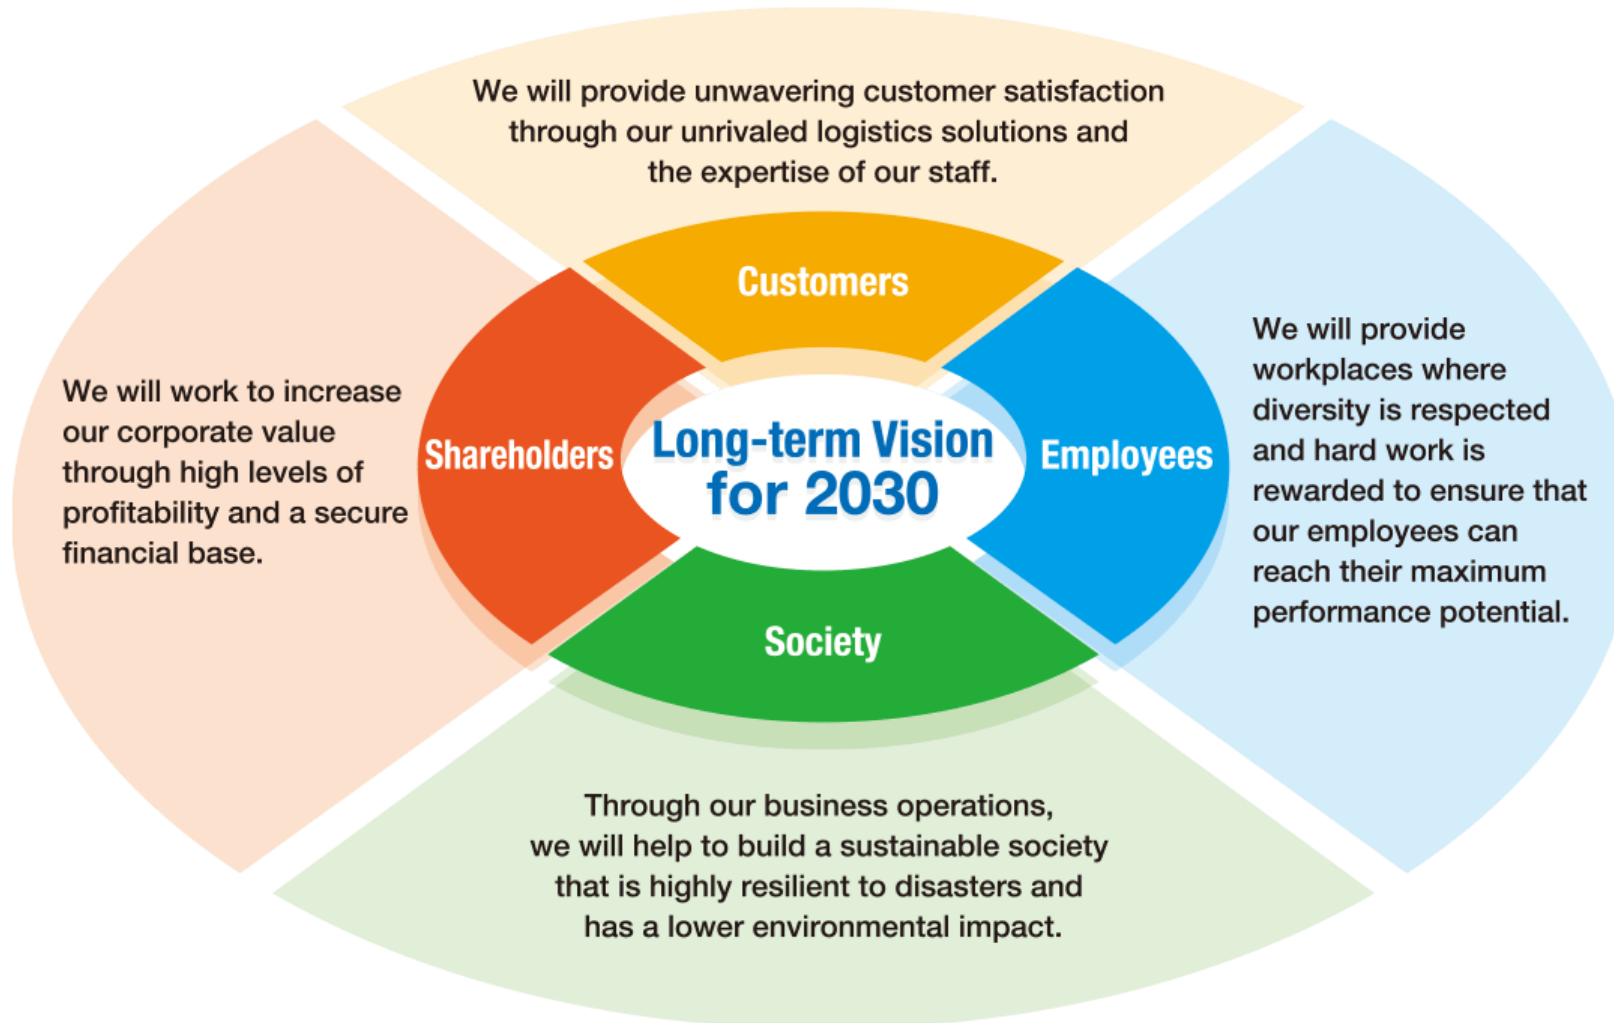 We will provide unwavering customer satisfaction
through our unrivaled logistics solutions and
the expertise of our staff.
Customers
We will work to increase
our corporate value
through high levels of
profitability and a secure
financial base.
Shareholders
Long-term Vision
for 2030
Employees
We will provide
workplaces where
diversity is respected
and hard work is
rewarded to ensure that
our employees can
reach their maximum
performance potential.
Society
Through our business operations,
we will help to build a sustainable society
that is highly resilient to disasters and
has a lower environmental impact.